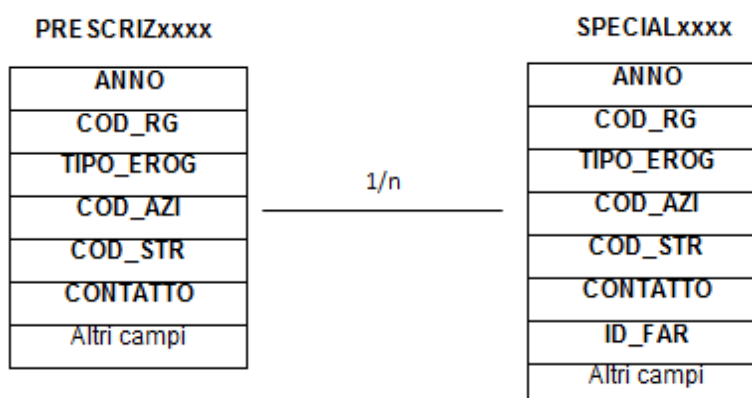 PRESCRIZxxxx
ANNO
COD_RG
TIPO_EROG
COD_AZI
COD_STR
CONTATTO
Altri campi
1/n
SPECIALxxxx
ANNO
COD_RG
TIPO_EROG
COD_AZI
COD_STR
CONTATTO
ID_FAR
Altri campi